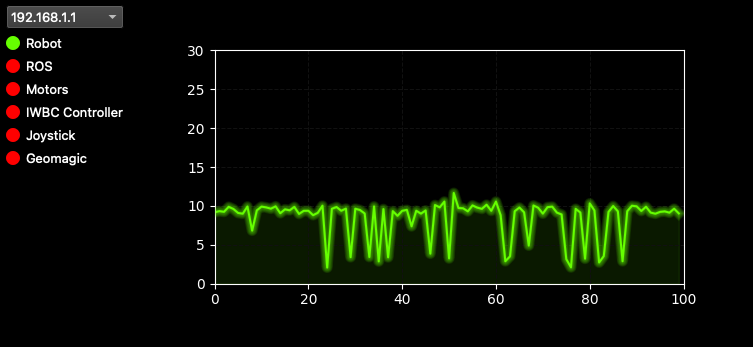 192.168.1.1
Robot
ROS
Motors
IWBC Controller
Joystick
Geomagic
30
25
20
15
10
5
0
0 20 40 60 80 100